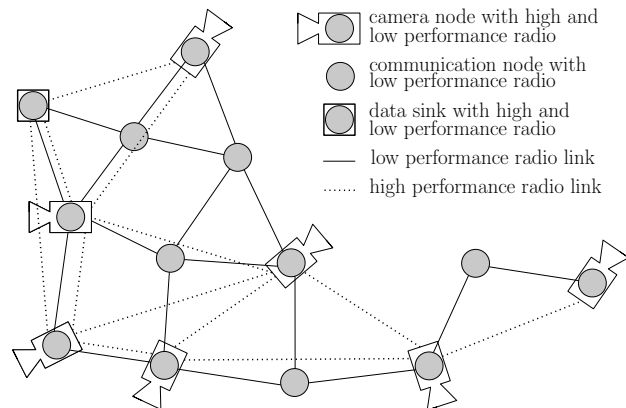 camera node with high and
low performance radio
communication node with
low performance radio
data sink with high and
low performance radio
low performance radio link
high performance radio link